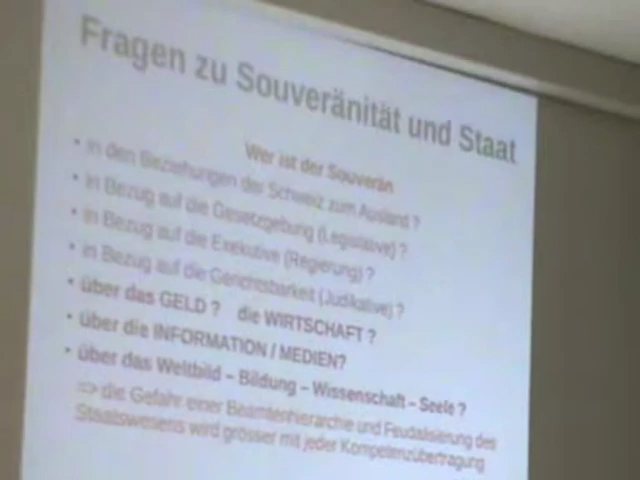 Fragen zu Souveränität und Staat
Wer ist der Souverän
• in den Beziehungen der Schweiz zum Ausland ?
• in Bezug auf die Gesetzgebung (Legislative) ?
• in Bezug auf die Exekutive (Regierung) ?
• in Bezug auf die Gerichtsbarkeit (Judikative) ?
• über das GELD ? die WIRTSCHAFT ?
• über die INFORMATION / MEDIEN?
• über das Weltbild – Bildung – Wissenschaft – Seele ?
=> die Gefahr einer Beamtenhierarchie und Feudalisierung des
Staatswesens wird grösser mit jeder Kompetenzübertragung